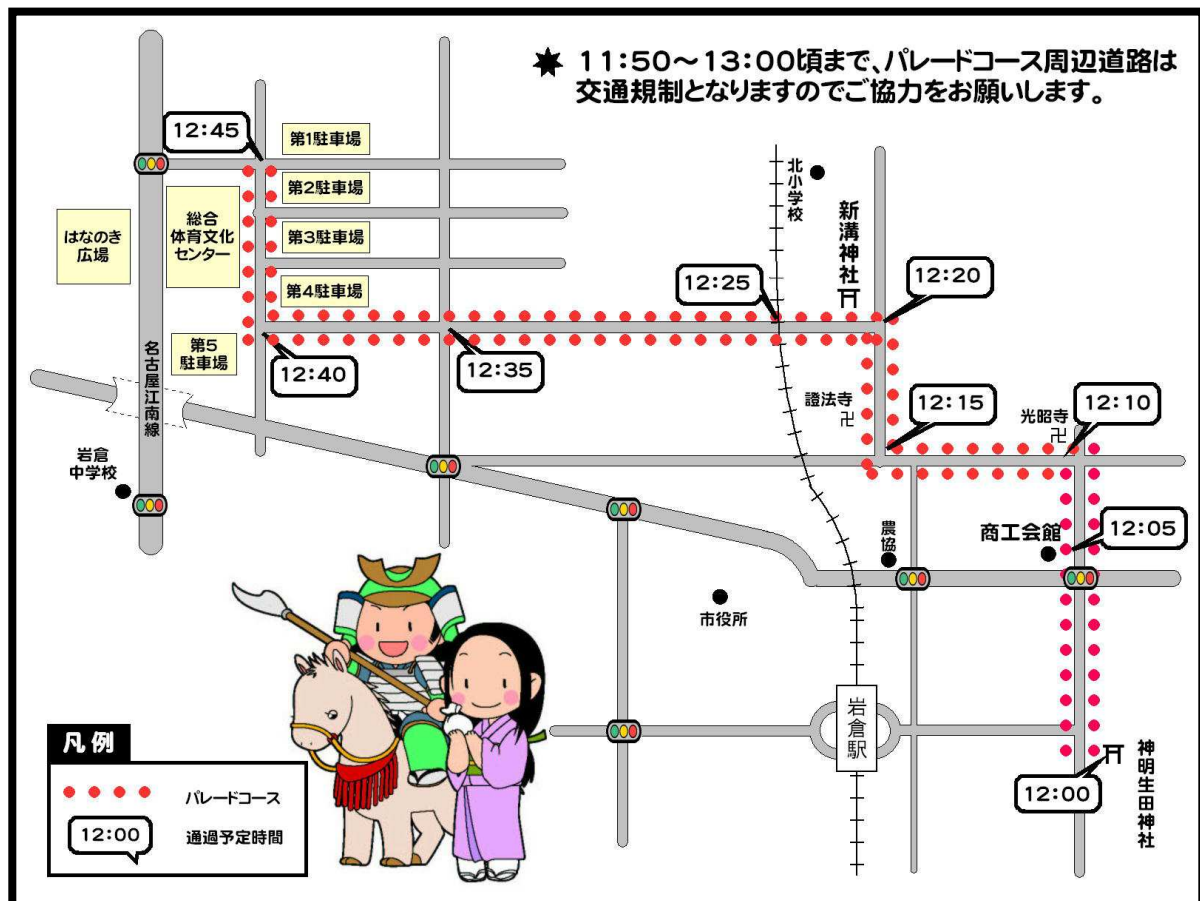 ✷ 11:50～13:00頃まで、パレードコース周辺道路は
交通規制となりますのでご協力をお願いします。
12:45
第1駐車場
第2駐車場
第3駐車場
第4駐車場
第5
駐車場
はなのき
広場
総合
体育文化
センター
北小学校
新溝神社
12:25
12:20
12:40
12:35
名古屋江南線
證法寺
卍
12:15
光昭寺
卍
12:10
岩倉
中学校
農協
商工会館
12:05
市役所
岩倉駅
12:00
神明生田神社
凡例
パレードコース
12:00
通過予定時間